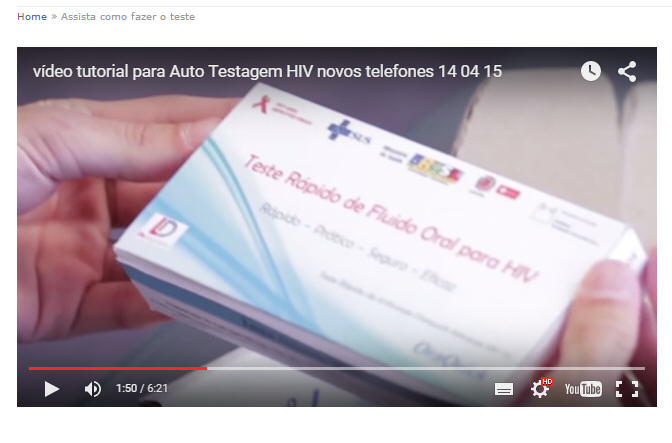 Home » Assista como fazer o teste
vídeo tutorial para Auto Testagem HIV novos telefones 14 04 15
SUS
Teste Rápido de Fluido Oral para HIV
Rápido - Prático - Seguro - Eficaz
1:50 / 6:21
HD
YouTube